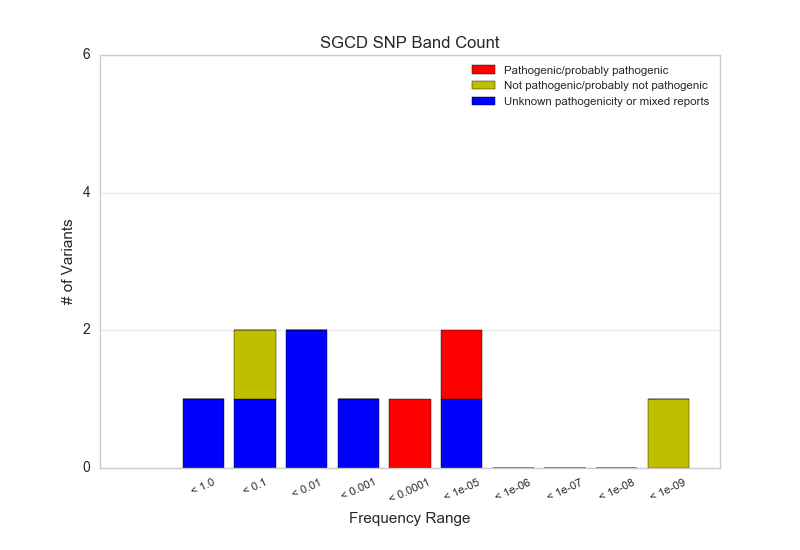 SGCD SNP Band Count
6
Pathogenic/probably pathogenic
Not pathogenic/probably not pathogenic
Unknown pathogenicity or mixed reports
4
# of Variants
2
0
< 1.0
< 0.1
< 0.01
< 0.001
< 0.0001
< 1e-05
< 1e-06
< 1e-07
< 1e-08
< 1e-09
Frequency Range